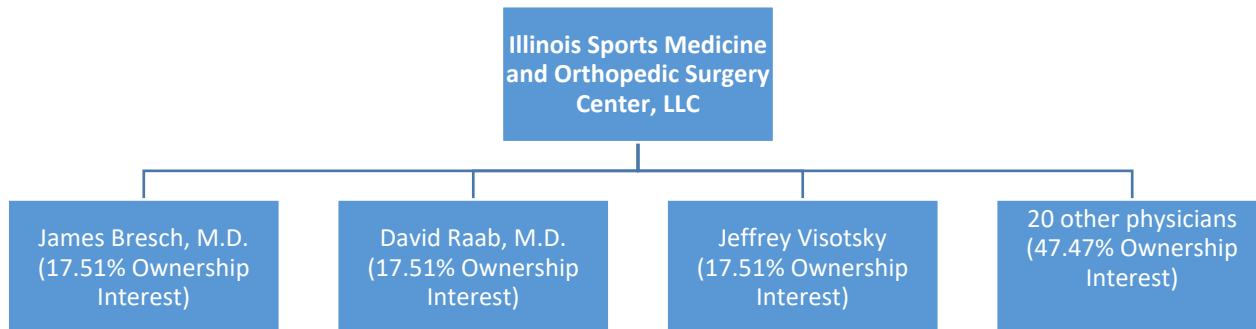 Illinois Sports Medicine
and Orthopedic Surgery
Center, LLC
James Bresch, M.D.
(17.51% Ownership
Interest)
David Raab, M.D.
(17.51% Ownership
Interest)
Jeffrey Visotsky
(17.51% Ownership
Interest)
20 other physicians
(47.47% Ownership
Interest)